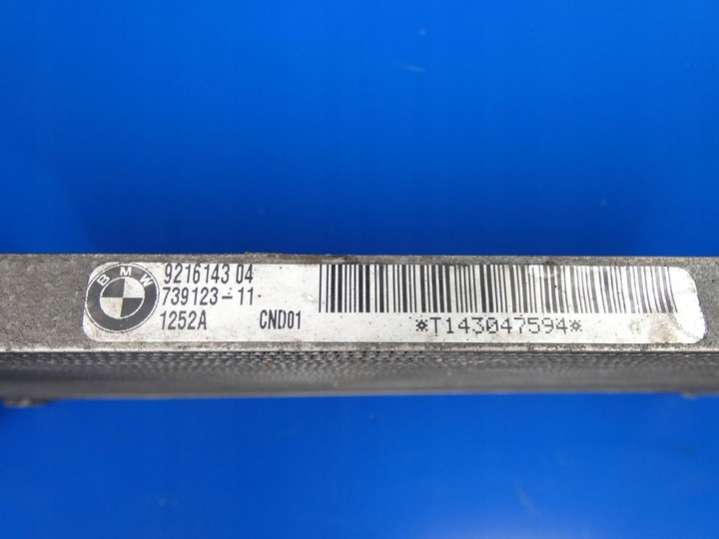 BMW
9216143 04
739123-11
1252A CND01
*T143047594*